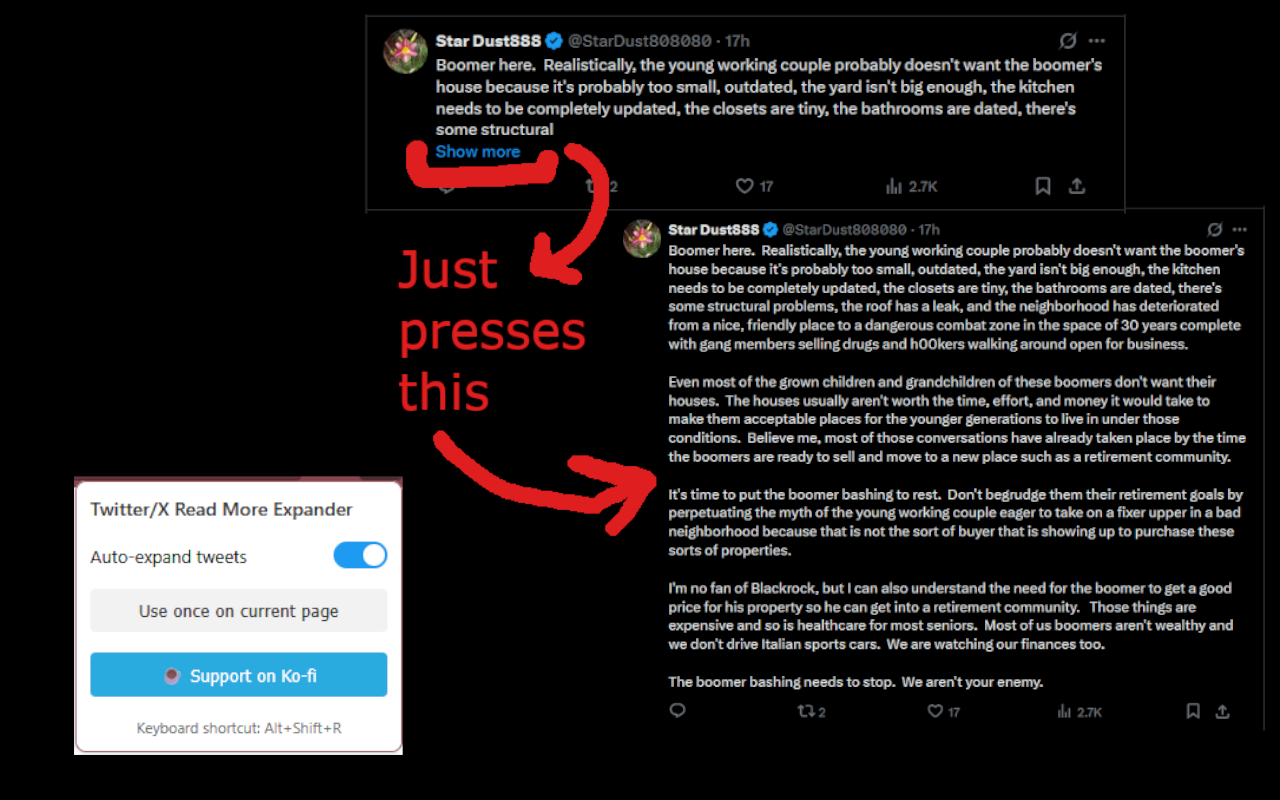 Star Dust888 @StarDust808080 · 17h
Boomer here.  Realistically, the young working couple probably doesn't want the boomer's
house because it's probably too small, outdated, the yard isn't big enough, the kitchen
needs to be completely updated, the closets are tiny, the bathrooms are dated, there's
some structural
Show more
2 17 2.7K
Just
presses
this
Star Dust888 @StarDust808080 · 17h
Boomer here.  Realistically, the young working couple probably doesn't want the boomer's
house because it's probably too small, outdated, the yard isn't big enough, the kitchen
needs to be completely updated, the closets are tiny, the bathrooms are dated, there's
some structural problems, the roof has a leak, and the neighborhood has deteriorated
from a nice, friendly place to a dangerous combat zone in the space of 30 years complete
with gang members selling drugs and h00kers walking around open for business.
Even most of the grown children and grandchildren of these boomers don't want their
houses.  The houses usually aren't worth the time, effort, and money it would take to
make them acceptable places for the younger generations to live in under those
conditions.  Believe me, most of those conversations have already taken place by the time
the boomers are ready to sell and move to a new place such as a retirement community.
It's time to put the boomer bashing to rest.  Don't begrudge them their retirement goals by
perpetuating the myth of the young working couple eager to take on a fixer upper in a bad
neighborhood because that is not the sort of buyer that is showing up to purchase these
sorts of properties.
I'm no fan of Blackrock, but I can also understand the need for the boomer to get a good
price for his property so he can get into a retirement community.   Those things are
expensive and so is healthcare for most seniors.  Most of us boomers aren't wealthy and
we don't drive Italian sports cars.  We are watching our finances too.
The boomer bashing needs to stop.  We aren't your enemy.
2 17 2.7K
Twitter/X Read More Expander
Auto-expand tweets
Use once on current page
Support on Ko-fi
Keyboard shortcut: Alt+Shift+R